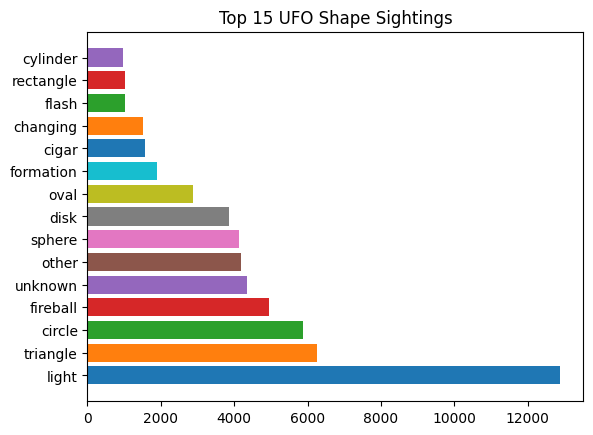 Top 15 UFO Shape Sightings
cylinder
rectangle
flash
changing
cigar
formation
oval
disk
sphere
other
unknown
fireball
circle
triangle
light
0 2000 4000 6000 8000 10000 12000